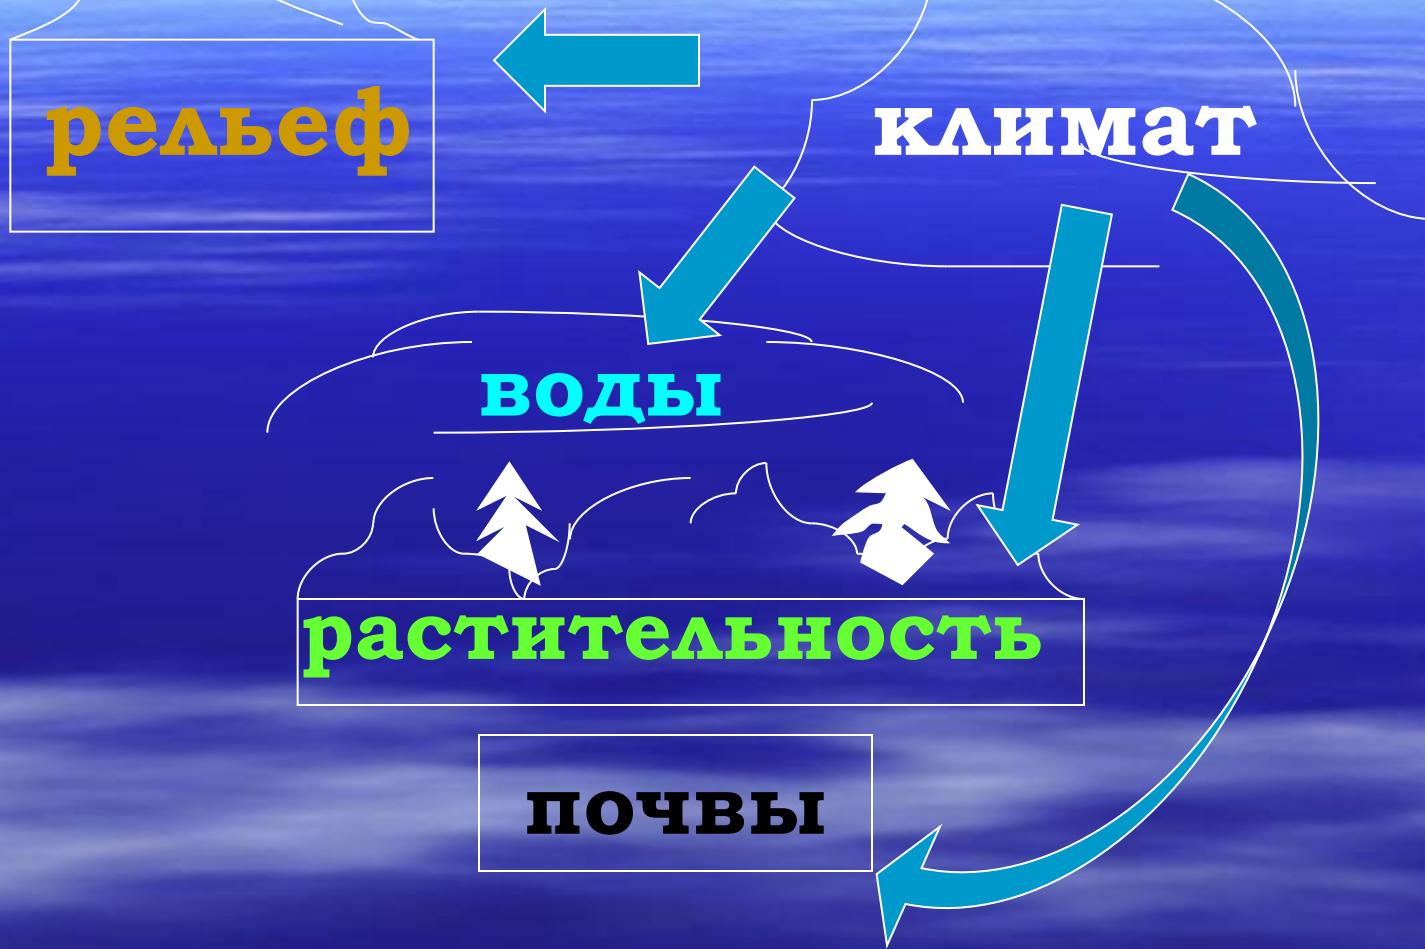 рельеф
климат
воды
растительность
почвы